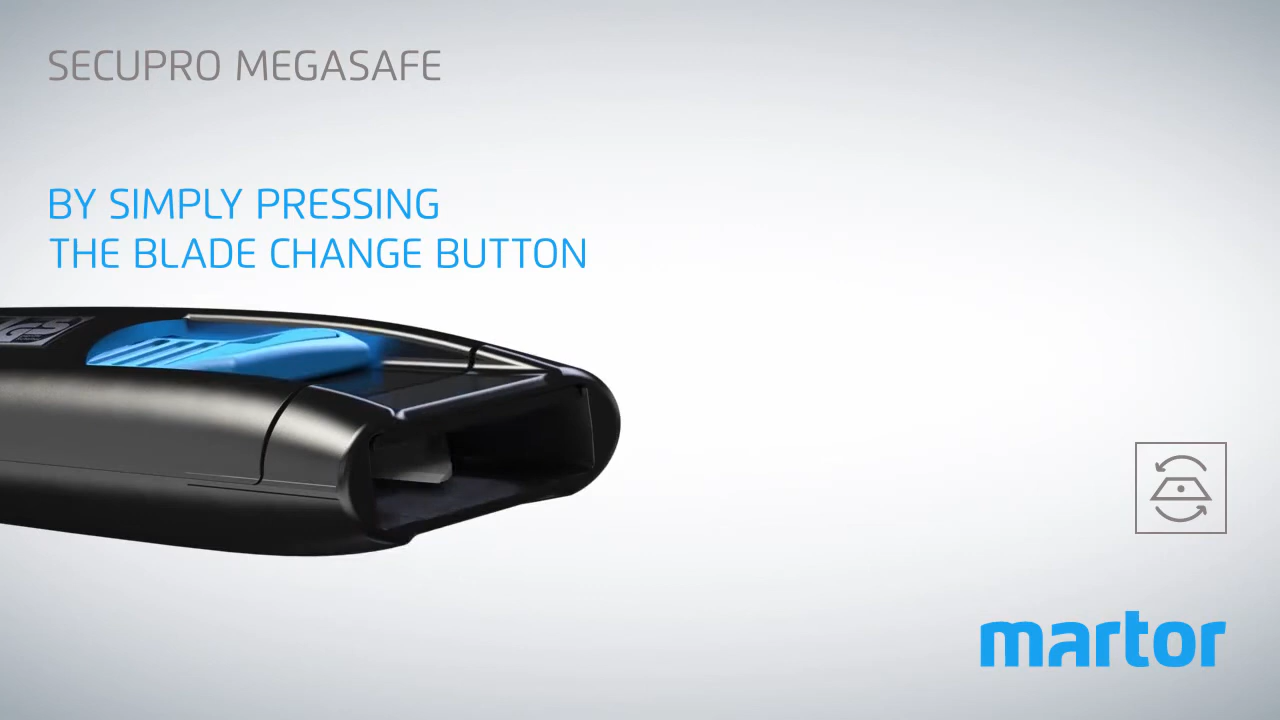 SECUPRO MEGASAFE
BY SIMPLY PRESSING
THE BLADE CHANGE BUTTON
martor